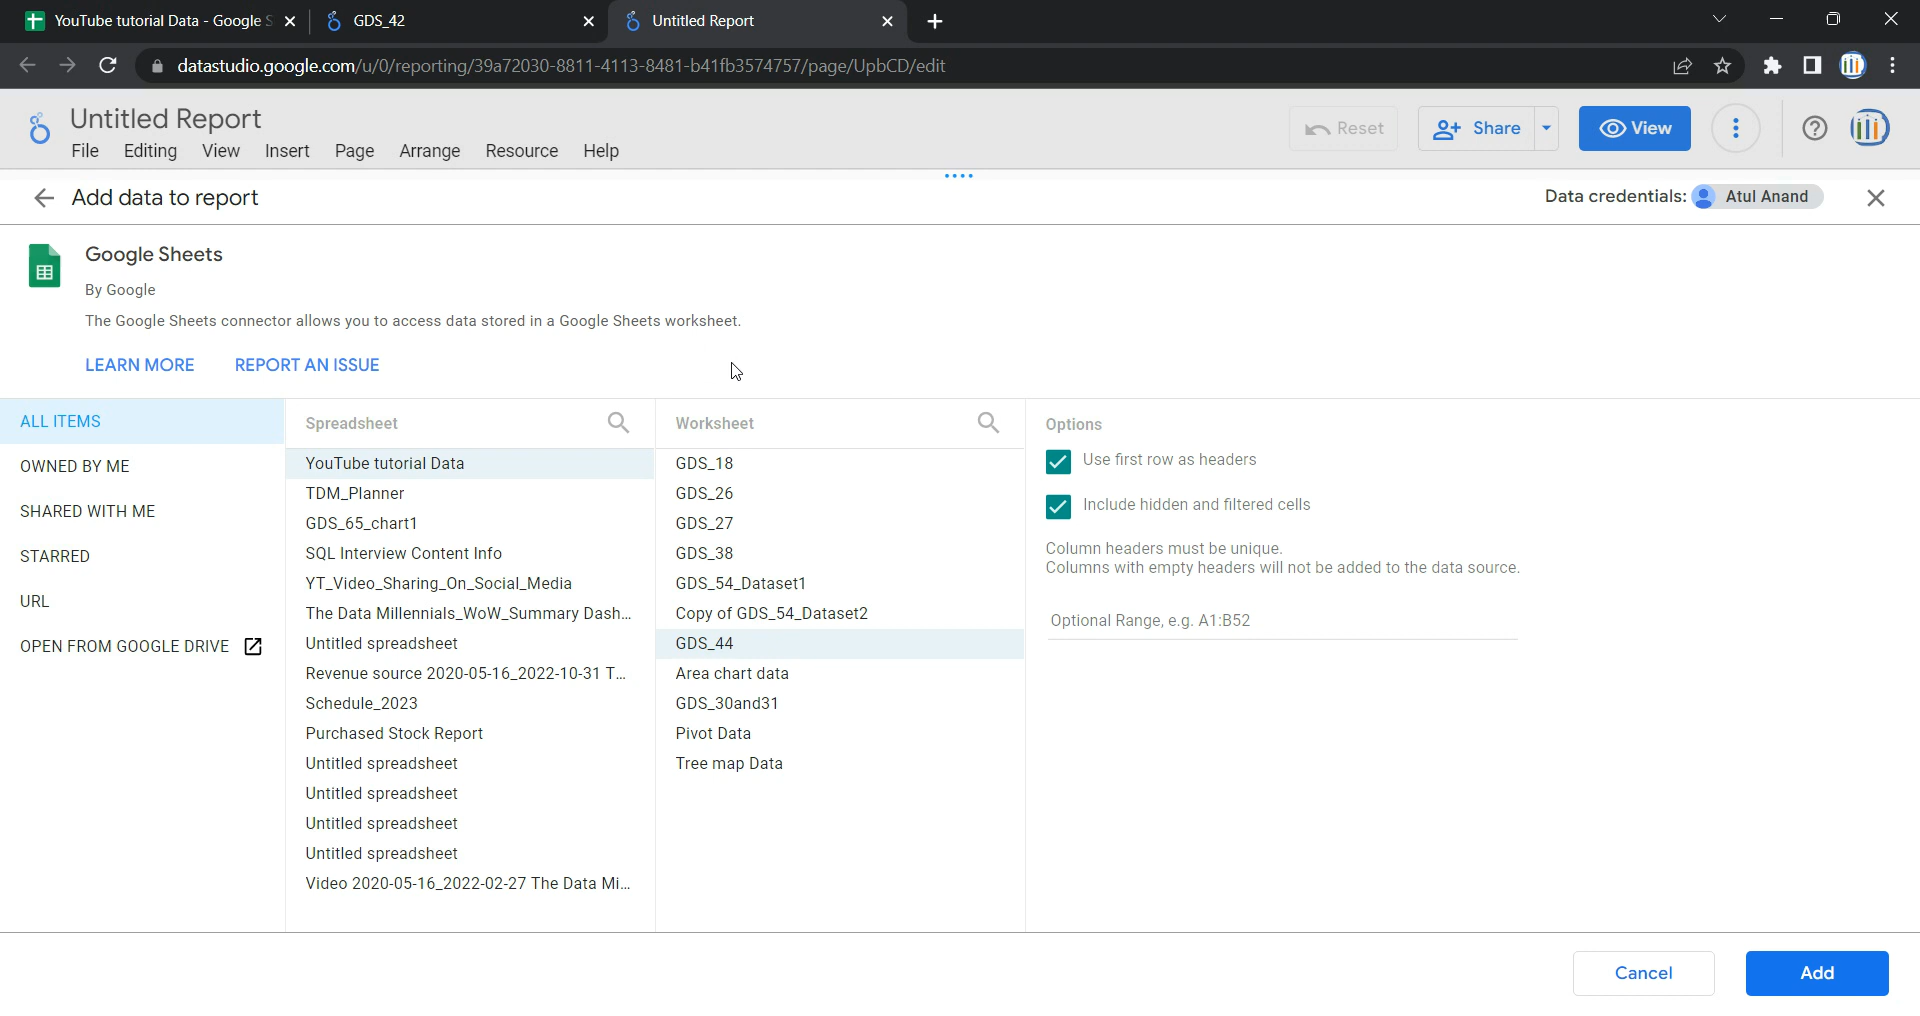 YouTube tutorial Data - Google S
GDS_42
Untitled Report
datastudio.google.com/u/0/reporting/39a72030-8811-4113-8481-b41fb3574757/page/UpbCD/edit
Untitled Report
File Editing View Insert Page Arrange Resource Help
Reset
Share
View
Add data to report
Data credentials: Atul Anand
Google Sheets
By Google
The Google Sheets connector allows you to access data stored in a Google Sheets worksheet.
LEARN MORE REPORT AN ISSUE
ALL ITEMS
OWNED BY ME
SHARED WITH ME
STARRED
URL
OPEN FROM GOOGLE DRIVE
Spreadsheet
YouTube tutorial Data
TDM_Planner
GDS_65_chart1
SQL Interview Content Info
YT_Video_Sharing_On_Social_Media
The Data Millennials_WoW_Summary Dash...
Untitled spreadsheet
Revenue source 2020-05-16_2022-10-31 T...
Schedule_2023
Purchased Stock Report
Untitled spreadsheet
Untitled spreadsheet
Untitled spreadsheet
Untitled spreadsheet
Video 2020-05-16_2022-02-27 The Data Mi...
Worksheet
GDS_18
GDS_26
GDS_27
GDS_38
GDS_54_Dataset1
Copy of GDS_54_Dataset2
GDS_44
Area chart data
GDS_30and31
Pivot Data
Tree map Data
Options
Use first row as headers
Include hidden and filtered cells
Column headers must be unique.
Columns with empty headers will not be added to the data source.
Optional Range, e.g. A1:B52
Cancel
Add